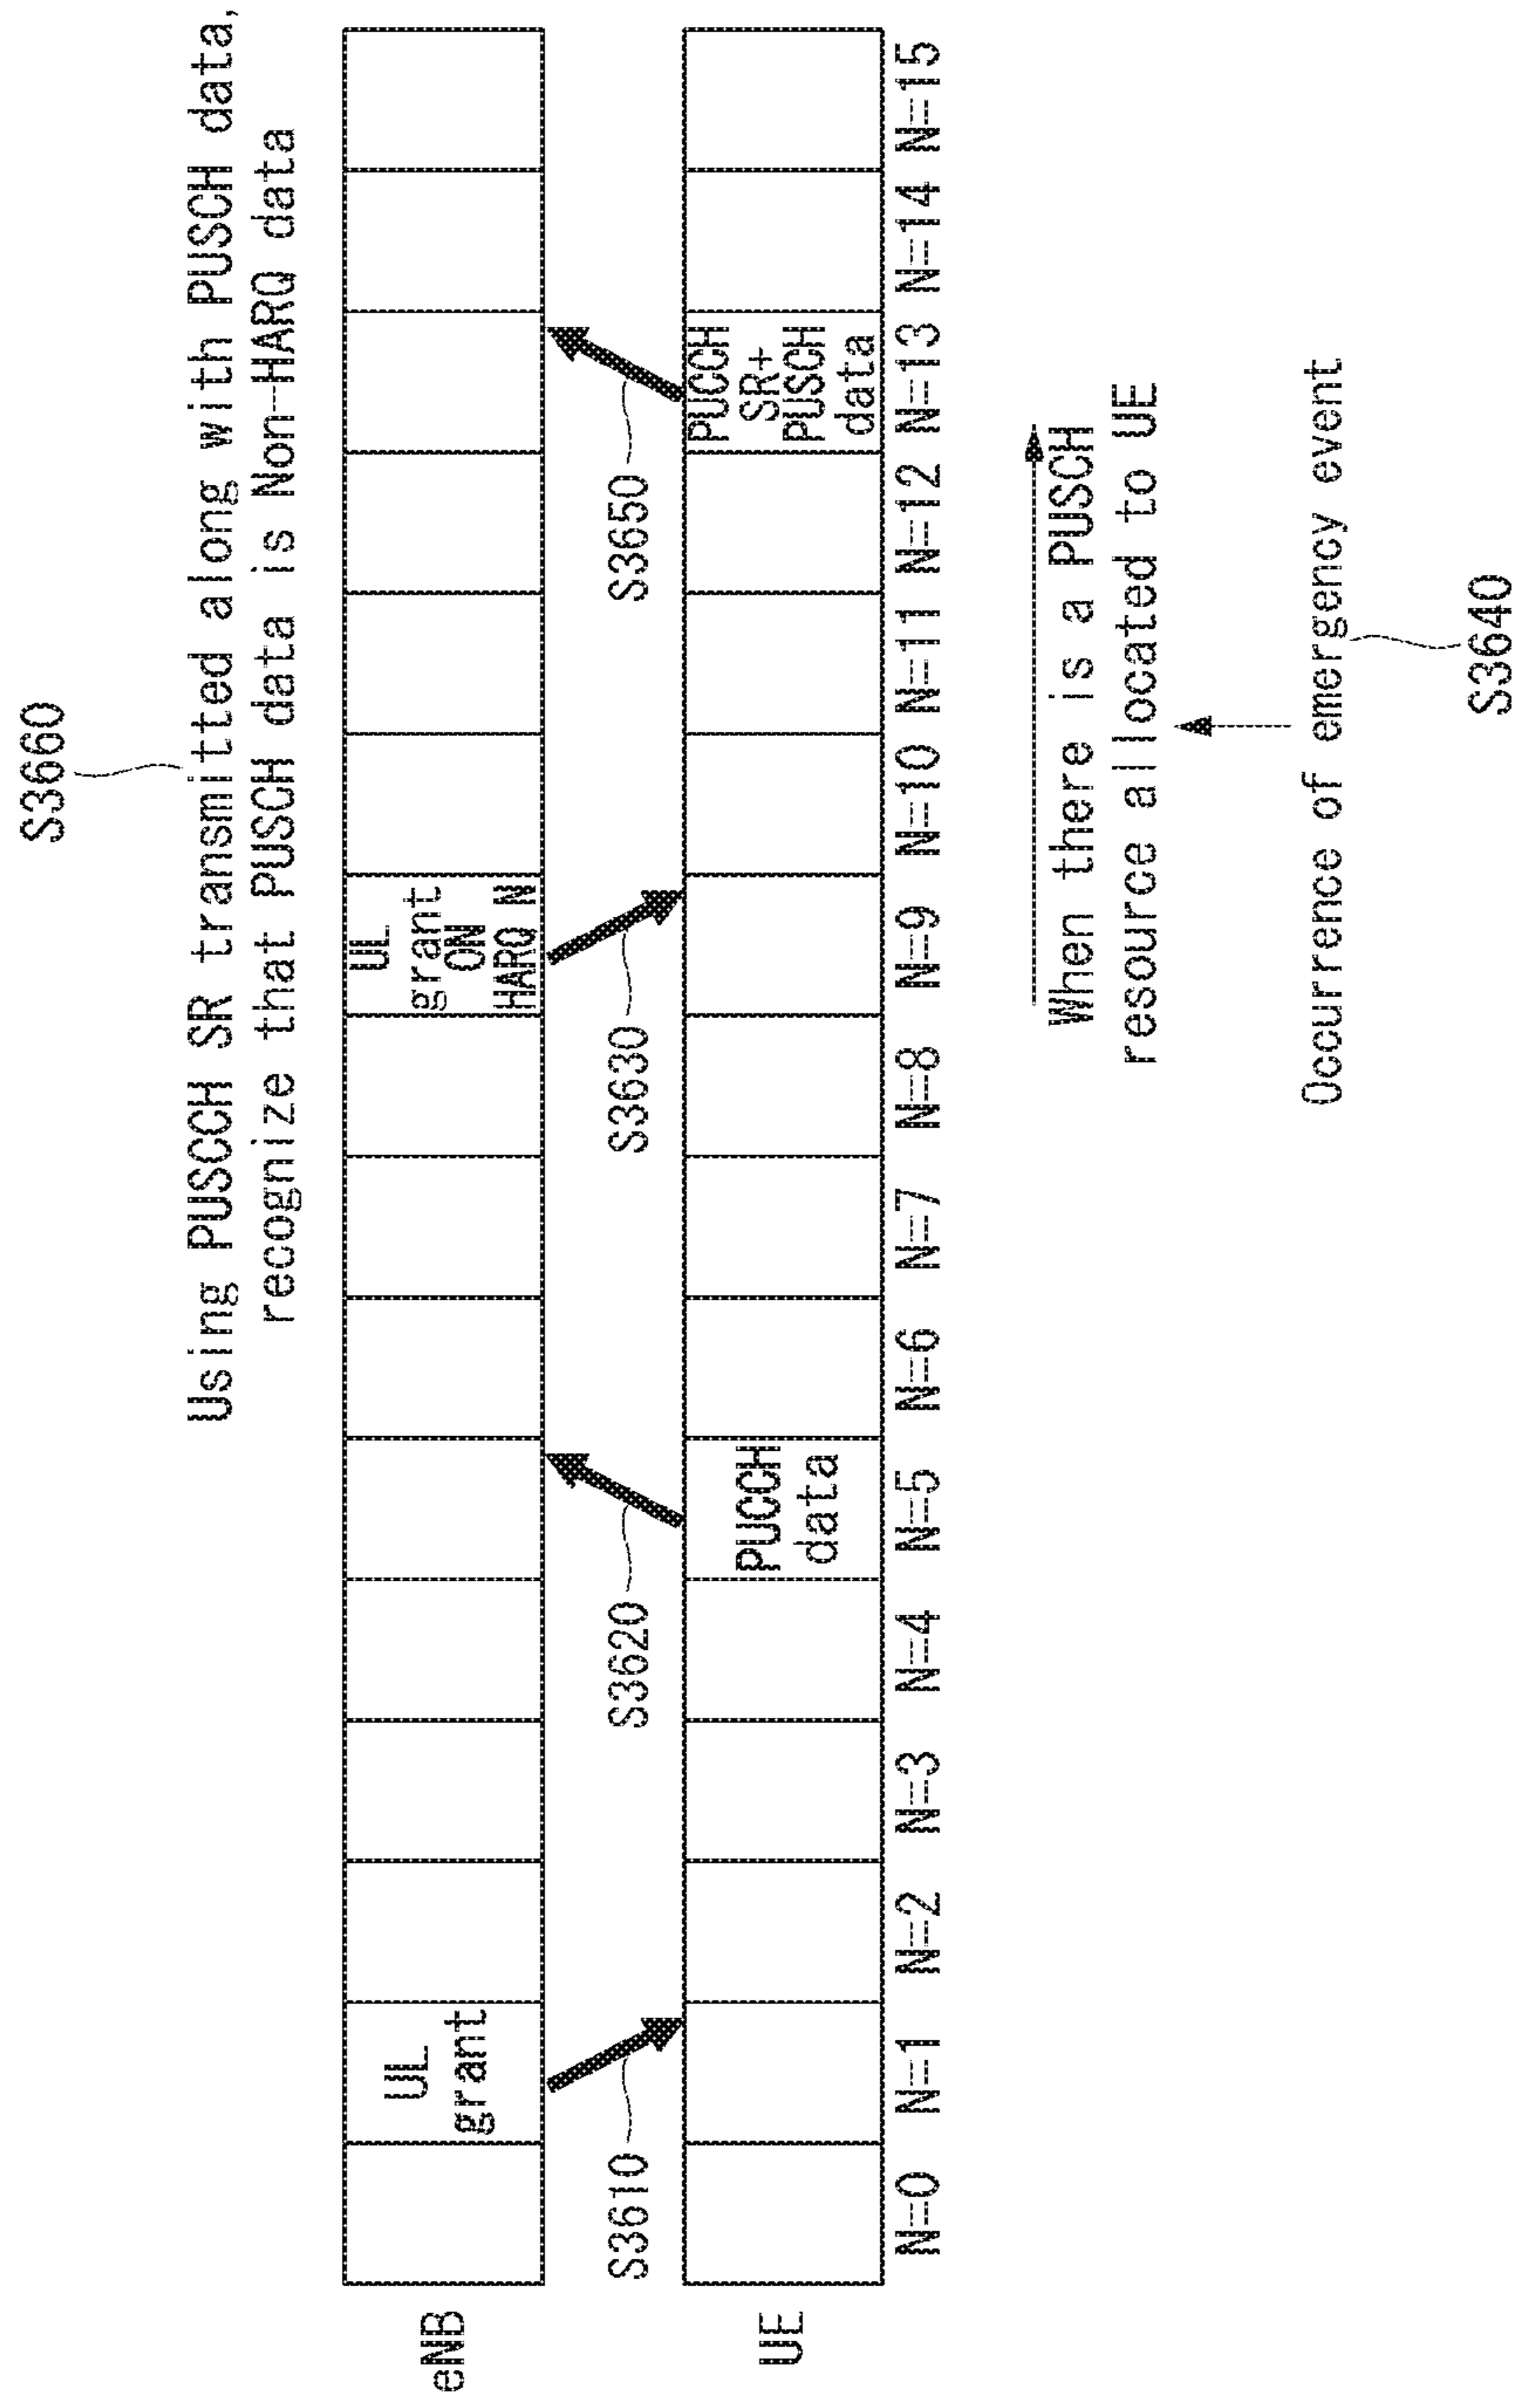 S3660
Using PUSCCH SR transmitted along with PUSCH data,
recognize that PUSCH data is Non-HARQ data
eNB
UL
grant
UL
grant
ON
HARQ N
S3610
S3620
S3630
S3650
UE
PUCCH
data
PUCCH
SR+
PUSCH
data
N=0
N=1
N=2
N=3
N=4
N=5
N=6
N=7
N=8
N=9
N=10
N=11
N=12
N=13
N=14
N=15
When there is a PUSCH
resource allocated to UE
Occurrence of emergency event
S3640